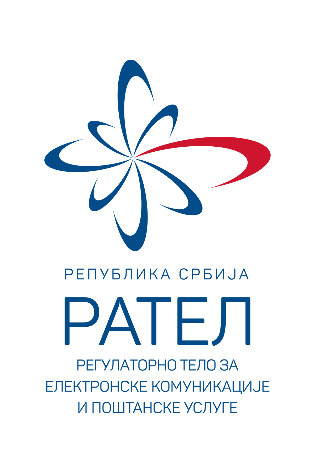 РЕПУБЛИКА СРБИЈА
РАТЕЛ
РЕГУЛАТОРНО ТЕЛО ЗА
ЕЛЕКТРОНСКЕ КОМУНИКАЦИЈЕ
И ПОШТАНСКЕ УСЛУГЕ